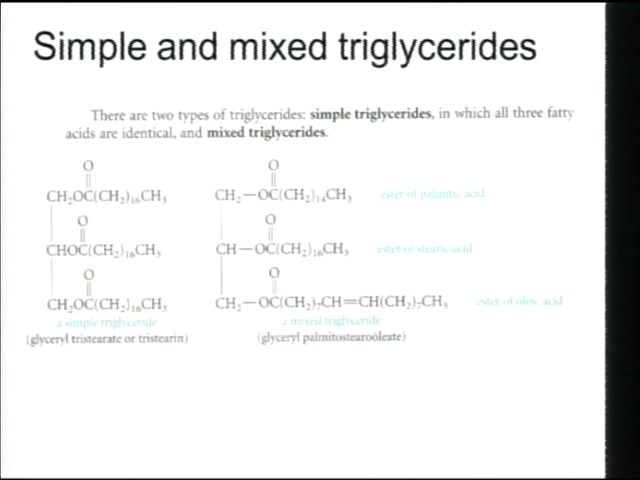 Simple and mixed triglycerides
There are two types of triglycerides: simple triglycerides, in which all three fatty
acids are identical, and mixed triglycerides.
O O
CH₂OC(CH₂)₁₆CH₃ CH₂—OC(CH₂)₁₄CH₃ ester of palmitic acid
O O
CHOC(CH₂)₁₆CH₃ CH—OC(CH₂)₁₆CH₃ ester of stearic acid
O O
CH₂OC(CH₂)₁₆CH₃ CH₂—OC(CH₂)₇CH=CH(CH₂)₇CH₃ ester of oleic acid
a simple triglyceride a mixed triglyceride
(glyceryl tristearate or tristearin) (glyceryl palmitostearoöleate)